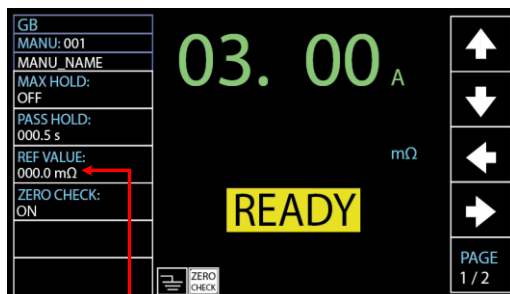 GB
MANU: 001
MANU_NAME
MAX HOLD:
OFF
PASS HOLD:
000.5 s
REF VALUE:
000.0 mΩ
ZERO CHECK:
ON
03. 00 A
mΩ
READY
ZERO
CHECK
PAGE
1 / 2